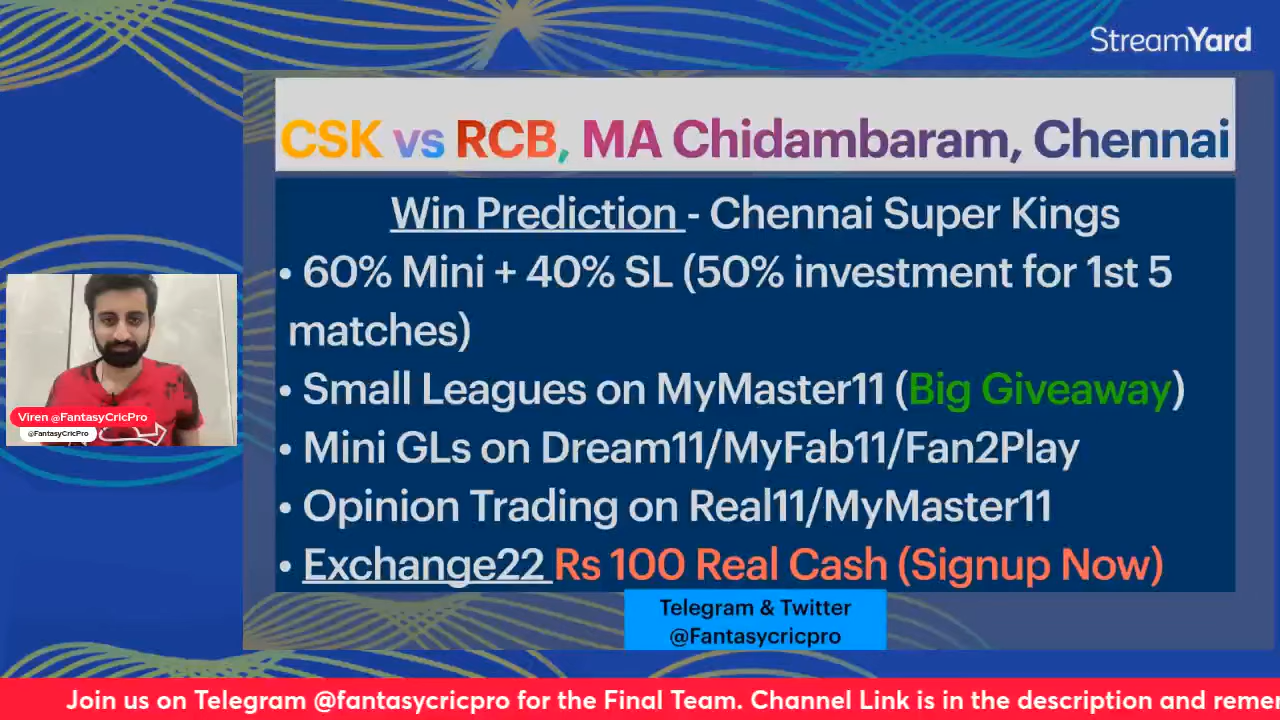 StreamYard
CSK vs RCB, MA Chidambaram, Chennai
Win Prediction - Chennai Super Kings
• 60% Mini + 40% SL (50% investment for 1st 5
matches)
• Small Leagues on MyMaster11 (Big Giveaway)
• Mini GLs on Dream11/MyFab11/Fan2Play
• Opinion Trading on Real11/MyMaster11
• Exchange22 Rs 100 Real Cash (Signup Now)
Viren @FantasyCricPro
@FantasyCricPro
Telegram & Twitter
@Fantasycricpro
Join us on Telegram @fantasycricpro for the Final Team. Channel Link is in the description and reme